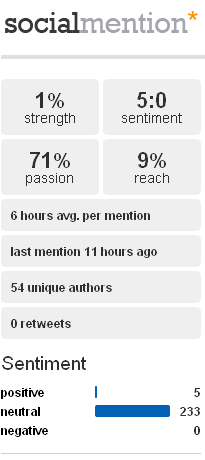 socialmention*
1% 5:0
strength sentiment
71% 9%
passion reach
6 hours avg. per mention
last mention 11 hours ago
54 unique authors
0 retweets
Sentiment
positive 5
neutral 233
negative 0